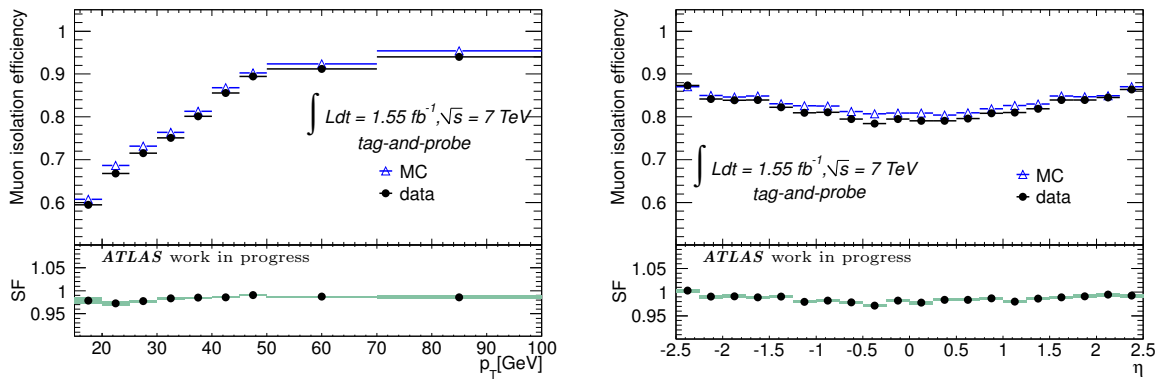 Muon isolation efficiency
1
0.9
0.8
0.7
0.6
∫ Ldt = 1.55 fb⁻¹,√s = 7 TeV
tag-and-probe
MC
data
ATLAS work in progress
SF
1.05
1
0.95
20 30 40 50 60 70 80 90 100
p_T[GeV]
Muon isolation efficiency
1
0.9
0.8
0.7
0.6
∫ Ldt = 1.55 fb⁻¹,√s = 7 TeV
tag-and-probe
MC
data
ATLAS work in progress
SF
1.05
1
0.95
-2.5 -2 -1.5 -1 -0.5 0 0.5 1 1.5 2 2.5
η